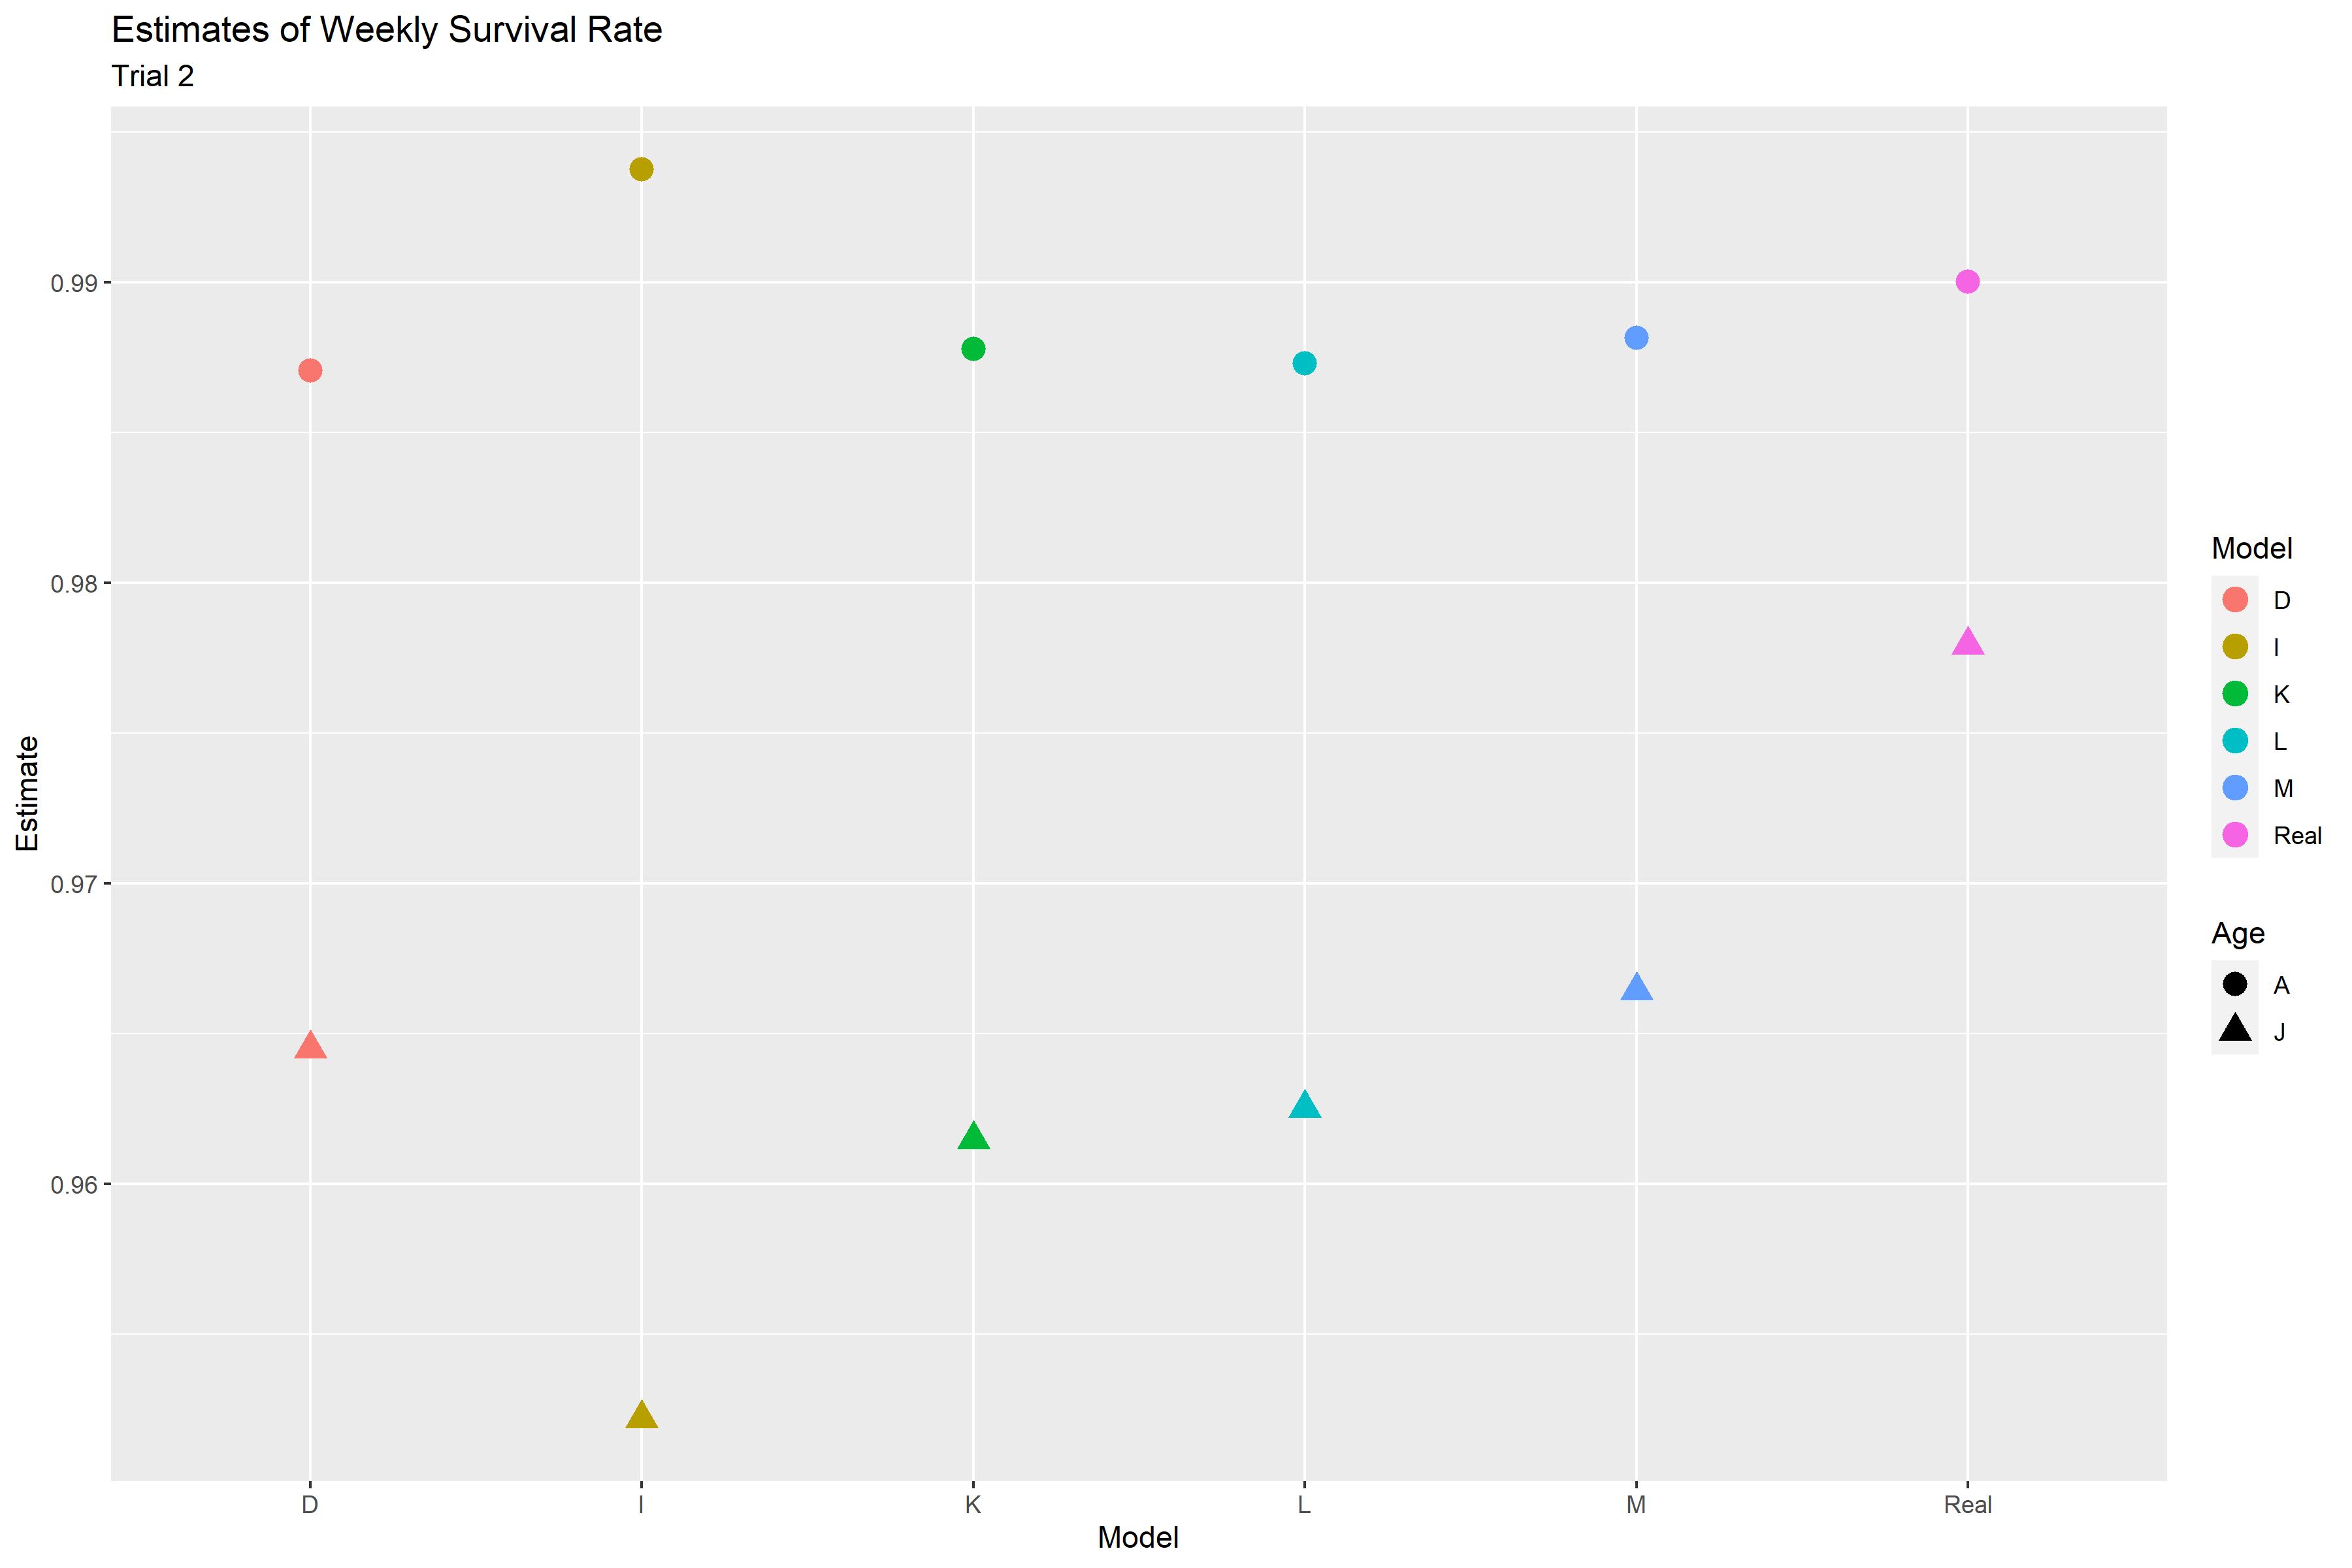 Estimates of Weekly Survival Rate
Trial 2
0.99
0.98
0.97
0.96
Estimate
D I K L M Real
Model
Model
D
I
K
L
M
Real
Age
A
J